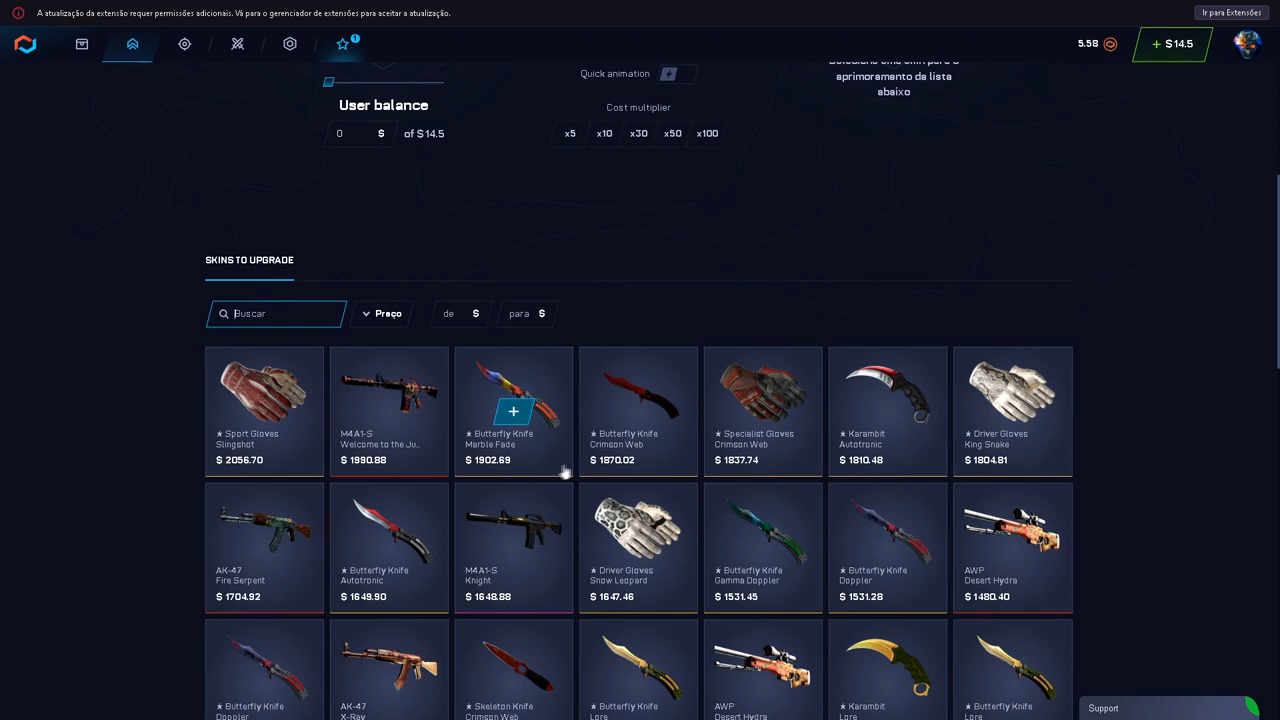 A atualização da extensão requer permissões adicionais. Vá para o gerenciador de extensões para aceitar a atualização.
Ir para Extensões
1
5.58
+ $ 14.5
Quick animation
aprimoramento da lista
abaixo
User balance
Cost multiplier
0 $ of $ 14.5
x5 x10 x30 x50 x100
SKINS TO UPGRADE
Buscar
Preço
de $
para $
★ Sport Gloves
Slingshot
$ 2056.70
M4A1-S
Welcome to the Ju...
$ 1990.88
★ Butterfly Knife
Marble Fade
$ 1902.69
★ Butterfly Knife
Crimson Web
$ 1870.02
★ Specialist Gloves
Crimson Web
$ 1837.74
★ Karambit
Autotronic
$ 1810.48
★ Driver Gloves
King Snake
$ 1804.81
AK-47
Fire Serpent
$ 1704.92
★ Butterfly Knife
Autotronic
$ 1649.90
M4A1-S
Knight
$ 1648.88
★ Driver Gloves
Snow Leopard
$ 1647.46
★ Butterfly Knife
Gamma Doppler
$ 1531.45
★ Butterfly Knife
Doppler
$ 1531.28
AWP
Desert Hydra
$ 1480.40
★ Butterfly Knife
Doppler
AK-47
X-Ray
★ Skeleton Knife
Crimson Web
★ Butterfly Knife
Lore
AWP
Desert Hydra
★ Karambit
Lore
★ Butterfly Knife
Lore
Support